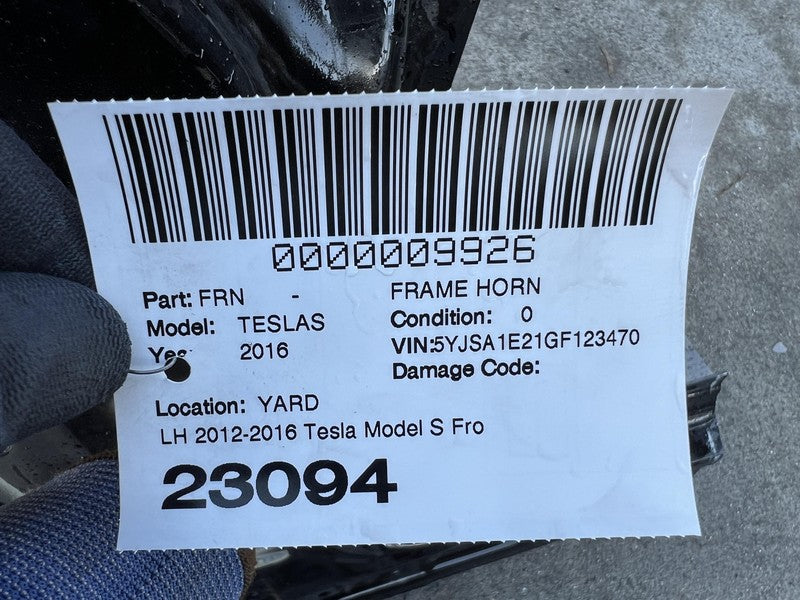 0000009926
Part: FRN - FRAME HORN
Model: TESLAS Condition: 0
2016 VIN:5YJSA1E21GF123470
Damage Code:
Location: YARD
LH 2012-2016 Tesla Model S Fro
23094